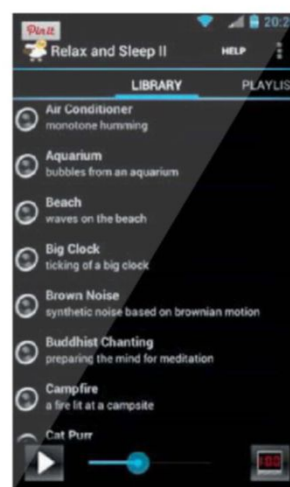 Pin it
20:2
Relax and Sleep II
HELP
LIBRARY
PLAYLIS
Air Conditioner
monotone humming
Aquarium
bubbles from an aquarium
Beach
waves on the beach
Big Clock
ticking of a big clock
Brown Noise
synthetic noise based on brownian motion
Buddhist Chanting
preparing the mind for meditation
Campfire
a fire lit at a campsite
Cat Purr